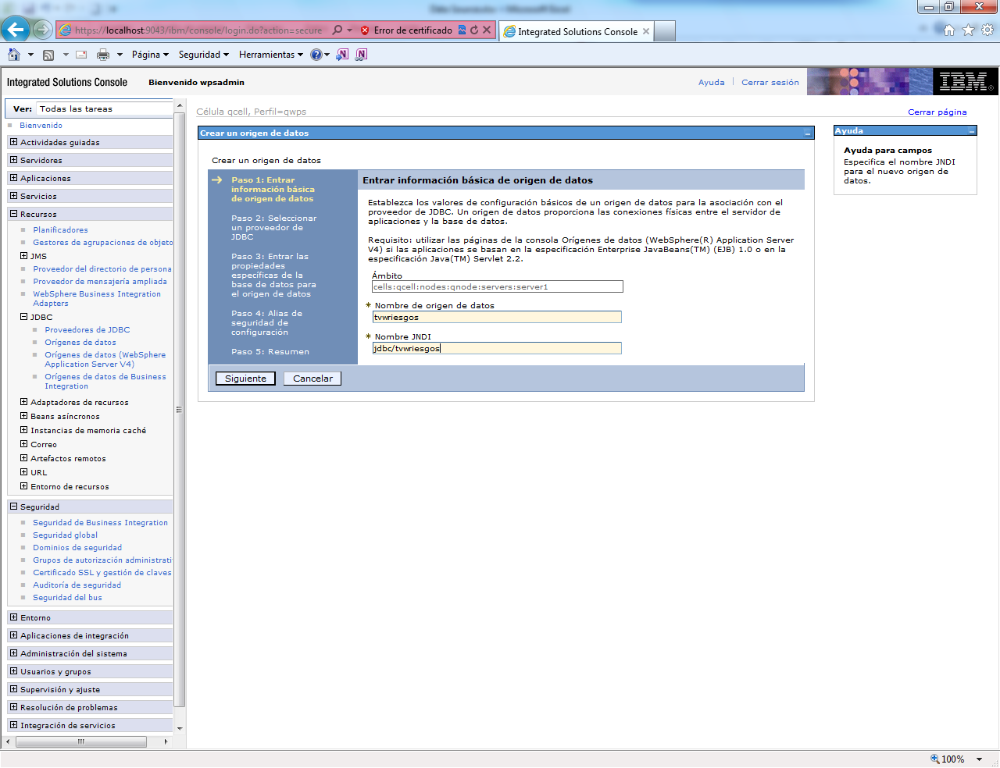 Data Sources.doc - Microsoft Excel
https://localhost:9043/ibm/console/login.do?action=secure
Error de certificado
Integrated Solutions Console
Página
Seguridad
Herramientas
Integrated Solutions Console
Bienvenido wpsadmin
Ayuda
Cerrar sesión
IBM®
Ver: Todas las tareas
Bienvenido
Actividades guiadas
Servidores
Aplicaciones
Servicios
Recursos
Planificadores
Gestores de agrupaciones de objeto
JMS
Proveedor del directorio de persona
Proveedor de mensajería ampliada
WebSphere Business Integration
Adapters
JDBC
Proveedores de JDBC
Orígenes de datos
Orígenes de datos (WebSphere
Application Server V4)
Orígenes de datos de Business
Integration
Adaptadores de recursos
Beans asíncronos
Instancias de memoria caché
Correo
Artefactos remotos
URL
Entorno de recursos
Seguridad
Seguridad de Business Integration
Seguridad global
Dominios de seguridad
Grupos de autorización administrati
Certificado SSL y gestión de claves
Auditoría de seguridad
Seguridad del bus
Entorno
Aplicaciones de integración
Administración del sistema
Usuarios y grupos
Supervisión y ajuste
Resolución de problemas
Integración de servicios
Célula qcell, Perfil=qwps
Cerrar página
Crear un origen de datos
Crear un origen de datos
Paso 1: Entrar
información básica
de origen de datos
Paso 2: Seleccionar
un proveedor de
JDBC
Paso 3: Entrar las
propiedades
específicas de la
base de datos para
el origen de datos
Paso 4: Alias de
seguridad de
configuración
Paso 5: Resumen
Entrar información básica de origen de datos
Establezca los valores de configuración básicos de un origen de datos para la asociación con el
proveedor de JDBC. Un origen de datos proporciona las conexiones físicas entre el servidor de
aplicaciones y la base de datos.
Requisito: utilizar las páginas de la consola Orígenes de datos (WebSphere(R) Application Server
V4) si las aplicaciones se basan en la especificación Enterprise JavaBeans(TM) (EJB) 1.0 o en la
especificación Java(TM) Servlet 2.2.
Ámbito
cells:qcell:nodes:qnode:servers:server1
* Nombre de origen de datos
tvwriesgos
* Nombre JNDI
jdbc/tvwriesgos
Siguiente
Cancelar
Ayuda
Ayuda para campos
Especifica el nombre JNDI
para el nuevo origen de
datos.
100%